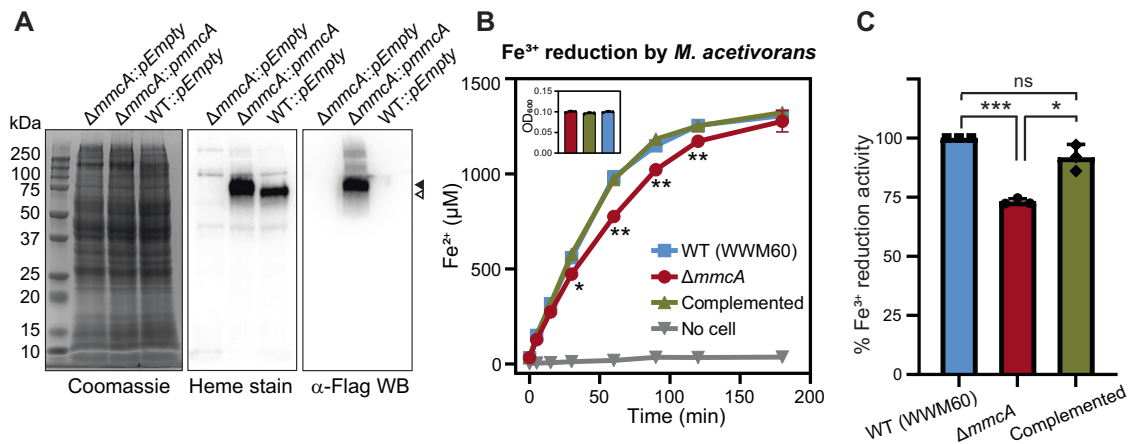 A
ΔmmcA::pEmpty
ΔmmcA::pmmcA
WT::pEmpty
ΔmmcA::pEmpty
ΔmmcA::pmmcA
WT::pEmpty
ΔmmcA::pEmpty
ΔmmcA::pmmcA
WT::pEmpty
kDa
250
100
75
50
37
25
20
15
10
Coomassie
Heme stain
α-Flag WB
B
Fe³⁺ reduction by M. acetivorans
1500
1000
500
0
Fe²⁺ (µM)
0.15
0.10
0.05
0.00
OD₆₀₀
*
**
**
**
WT (WWM60)
ΔmmcA
Complemented
No cell
0
50
100
150
200
Time (min)
C
ns
***
*
100
75
50
25
0
% Fe³⁺ reduction activity
WT (WWM60)
ΔmmcA
Complemented